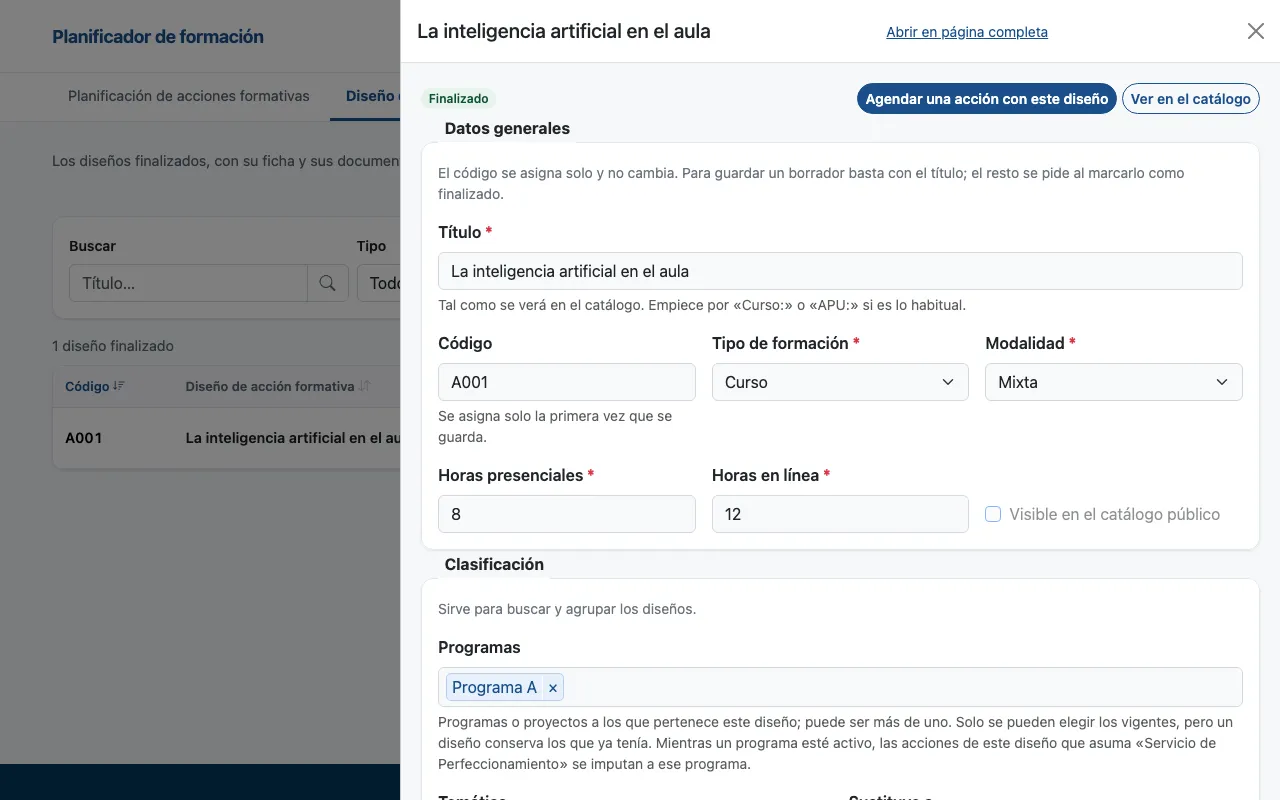 Planificador de formación
La inteligencia artificial en el aula
Abrir en página completa
Planificación de acciones formativas
Diseño
Finalizado
Agendar una acción con este diseño
Ver en el catálogo
Los diseños finalizados, con su ficha y sus documen
Buscar
Tipo
Título...
Todo
1 diseño finalizado
Código
Diseño de acción formativa
A001
La inteligencia artificial en el au
Datos generales
El código se asigna solo y no cambia. Para guardar un borrador basta con el título; el resto se pide al marcarlo como
finalizado.
Título *
La inteligencia artificial en el aula
Tal como se verá en el catálogo. Empiece por «Curso:» o «APU:» si es lo habitual.
Código
Tipo de formación *
Modalidad *
A001
Curso
Mixta
Se asigna solo la primera vez que se
guarda.
Horas presenciales *
Horas en línea *
8
12
Visible en el catálogo público
Clasificación
Sirve para buscar y agrupar los diseños.
Programas
Programa A ×
Programas o proyectos a los que pertenece este diseño; puede ser más de uno. Solo se pueden elegir los vigentes, pero un
diseño conserva los que ya tenía. Mientras un programa esté activo, las acciones de este diseño que asuma «Servicio de
Perfeccionamiento» se imputan a ese programa.